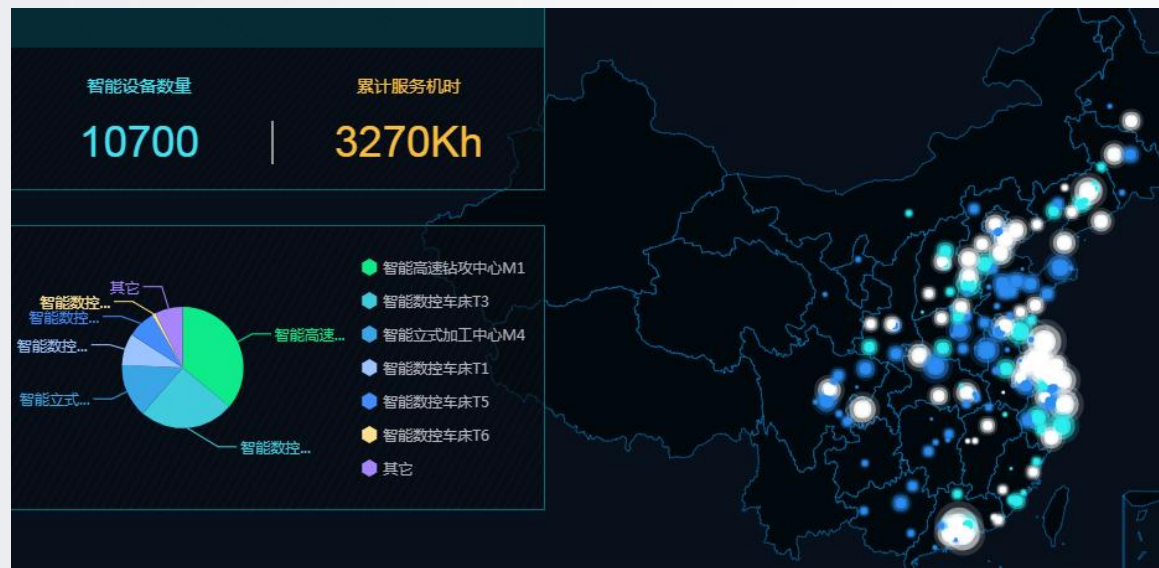 智能设备数量
累计服务机时
10700
3270Kh
智能高速钻攻中心M1
智能数控车床T3
智能立式加工中心M4
智能数控车床T1
智能数控车床T5
智能数控车床T6
其它
其它
智能数控...
智能数控...
智能数控...
智能立式...
智能高速...
智能数控...